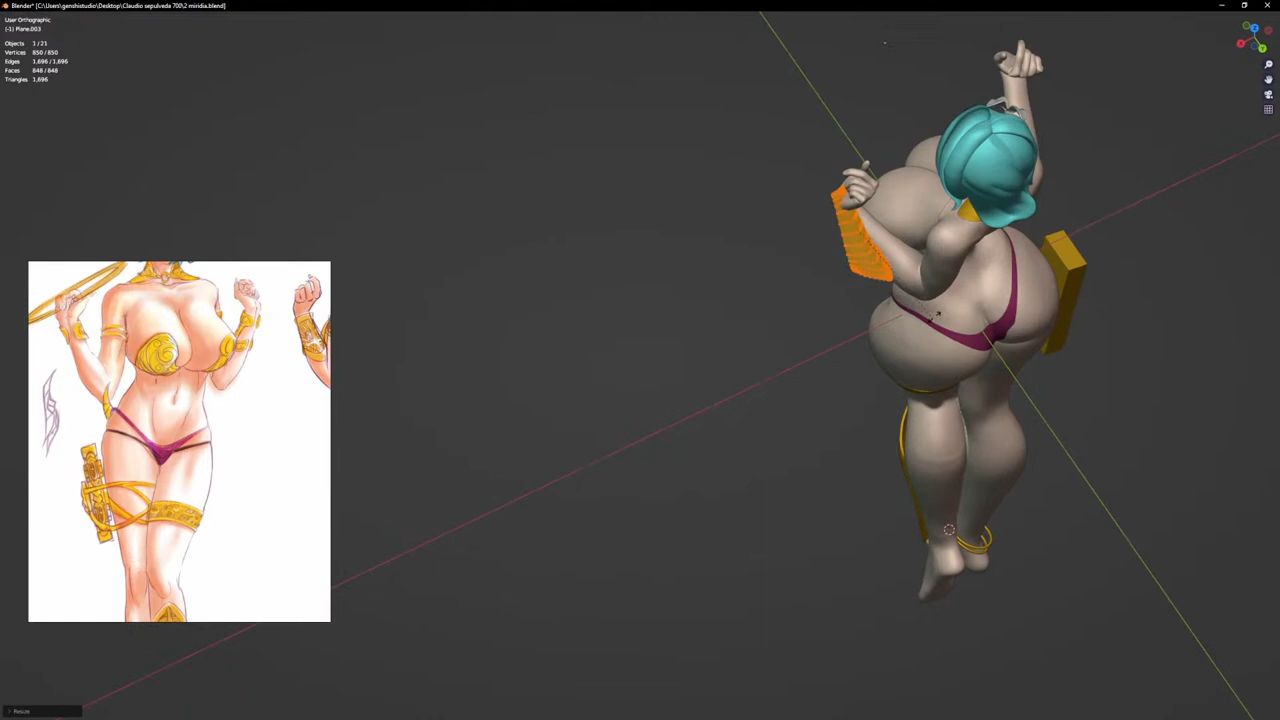 Blender* [C:\Users\genshistudio\Desktop\Claudio sepulveda 700\2 miridia.blend]
User Orthographic
(-1) Plane.003
Objects 1 / 21
Vertices 850 / 850
Edges 1,696 / 1,696
Faces 848 / 848
Triangles 1,696
Z
X
Y
Resize